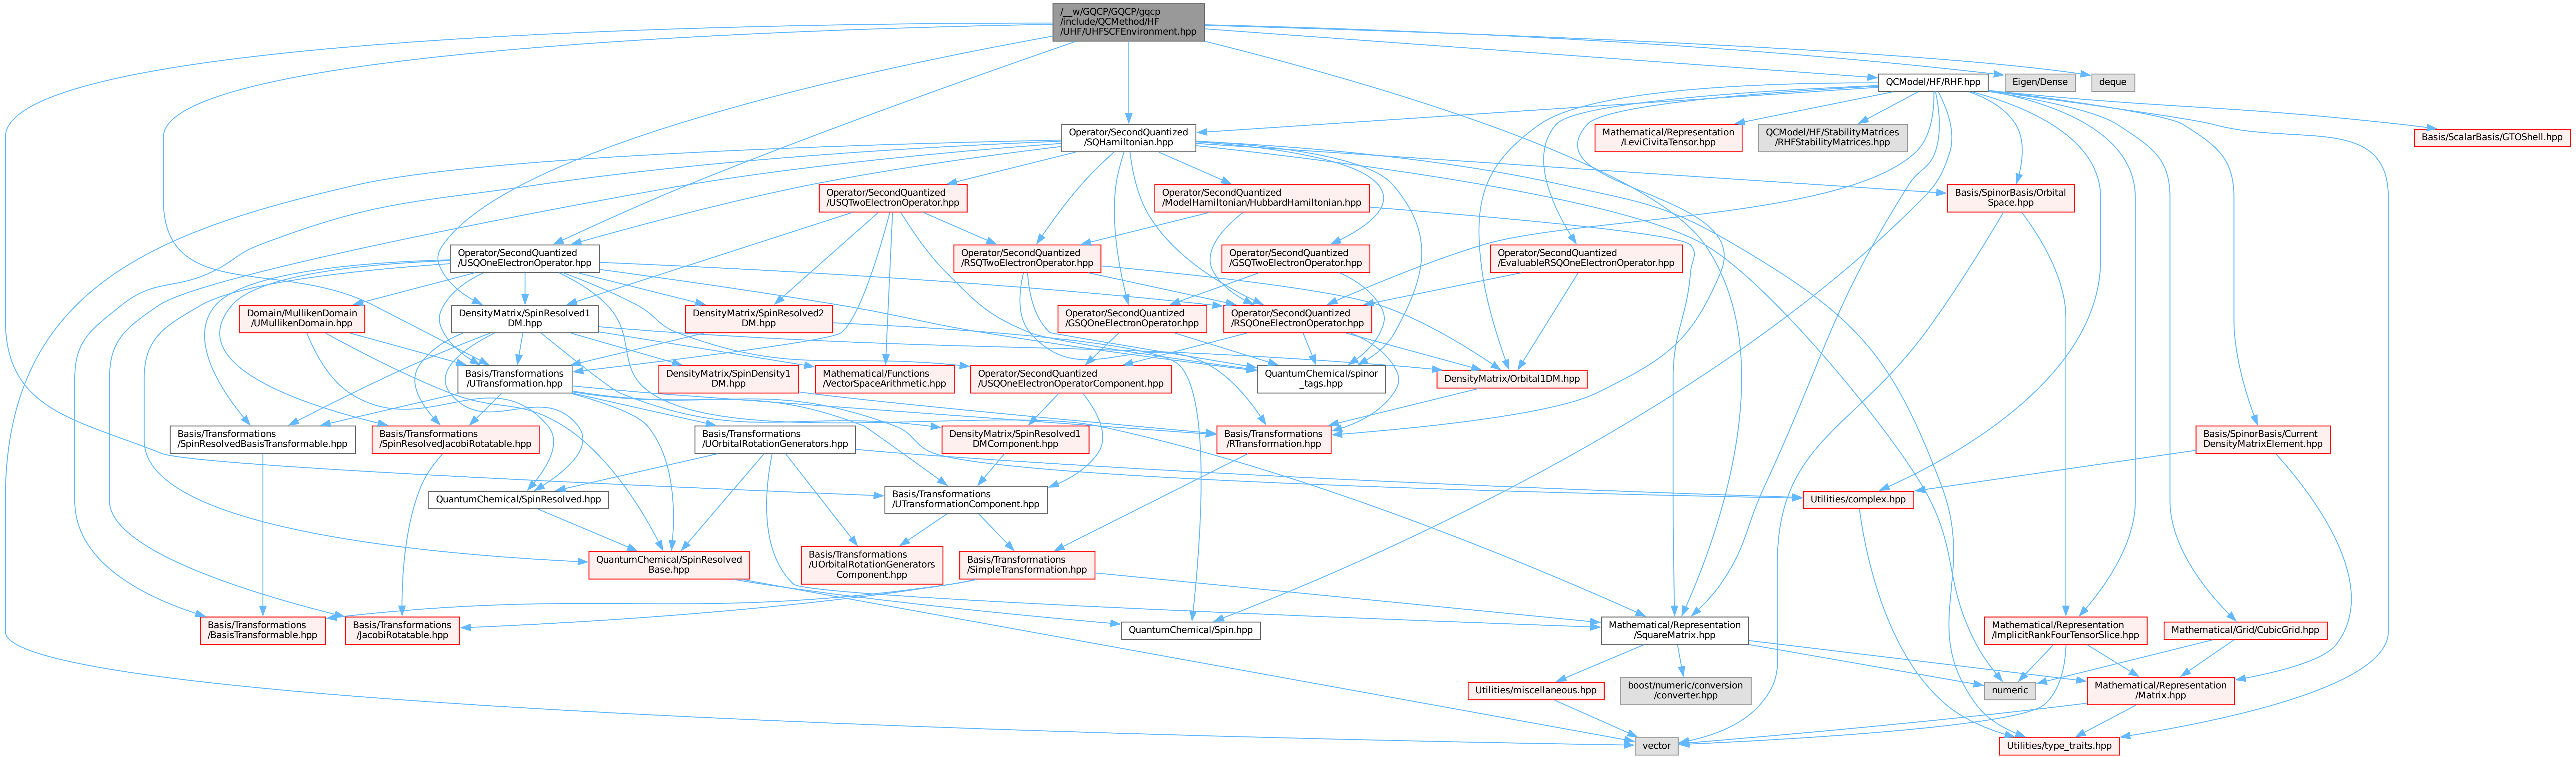 /__w/GQCP/GQCP/gqcp
/include/QCMethod/HF
/UHF/UHFSCFEnvironment.hpp
QCModel/HF/RHF.hpp
Eigen/Dense
deque
Operator/SecondQuantized
/SQHamiltonian.hpp
Mathematical/Representation
/LeviCivitaTensor.hpp
QCModel/HF/StabilityMatrices
/RHFStabilityMatrices.hpp
Basis/ScalarBasis/GTOShell.hpp
Operator/SecondQuantized
/USQTwoElectronOperator.hpp
Operator/SecondQuantized
/ModelHamiltonian/HubbardHamiltonian.hpp
Basis/SpinorBasis/Orbital
Space.hpp
Operator/SecondQuantized
/USQOneElectronOperator.hpp
Operator/SecondQuantized
/RSQTwoElectronOperator.hpp
Operator/SecondQuantized
/GSQTwoElectronOperator.hpp
Operator/SecondQuantized
/EvaluableRSQOneElectronOperator.hpp
Domain/MullikenDomain
/UMullikenDomain.hpp
DensityMatrix/SpinResolved1
DM.hpp
DensityMatrix/SpinResolved2
DM.hpp
Operator/SecondQuantized
/GSQOneElectronOperator.hpp
Operator/SecondQuantized
/RSQOneElectronOperator.hpp
Basis/Transformations
/UTransformation.hpp
DensityMatrix/SpinDensity1
DM.hpp
Mathematical/Functions
/VectorSpaceArithmetic.hpp
Operator/SecondQuantized
/USQOneElectronOperatorComponent.hpp
QuantumChemical/spinor
_tags.hpp
DensityMatrix/Orbital1DM.hpp
Basis/Transformations
/SpinResolvedBasisTransformable.hpp
Basis/Transformations
/SpinResolvedJacobiRotatable.hpp
Basis/Transformations
/UOrbitalRotationGenerators.hpp
DensityMatrix/SpinResolved1
DMComponent.hpp
Basis/Transformations
/RTransformation.hpp
Basis/SpinorBasis/Current
DensityMatrixElement.hpp
QuantumChemical/SpinResolved.hpp
Basis/Transformations
/UTransformationComponent.hpp
Utilities/complex.hpp
QuantumChemical/SpinResolved
Base.hpp
Basis/Transformations
/UOrbitalRotationGenerators
Component.hpp
Basis/Transformations
/SimpleTransformation.hpp
Basis/Transformations
/BasisTransformable.hpp
Basis/Transformations
/JacobiRotatable.hpp
QuantumChemical/Spin.hpp
Mathematical/Representation
/SquareMatrix.hpp
Mathematical/Representation
/ImplicitRankFourTensorSlice.hpp
Mathematical/Grid/CubicGrid.hpp
Utilities/miscellaneous.hpp
boost/numeric/conversion
/converter.hpp
numeric
Mathematical/Representation
/Matrix.hpp
vector
Utilities/type_traits.hpp